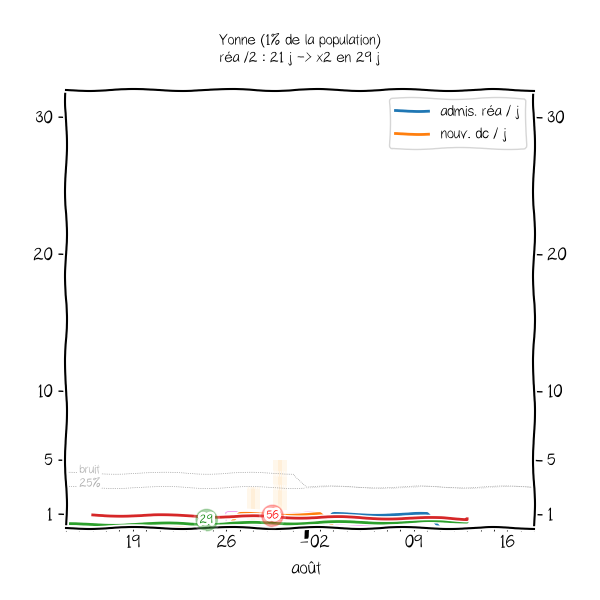 Yonne (1% de la population)
réa /2 : 21 j -> x2 en 29 j
admis. réa / j
nouv. dc / j
30 30
20 20
10 10
5 5
bruit
25%
1 1
29 56
19 26 02 09 16
août